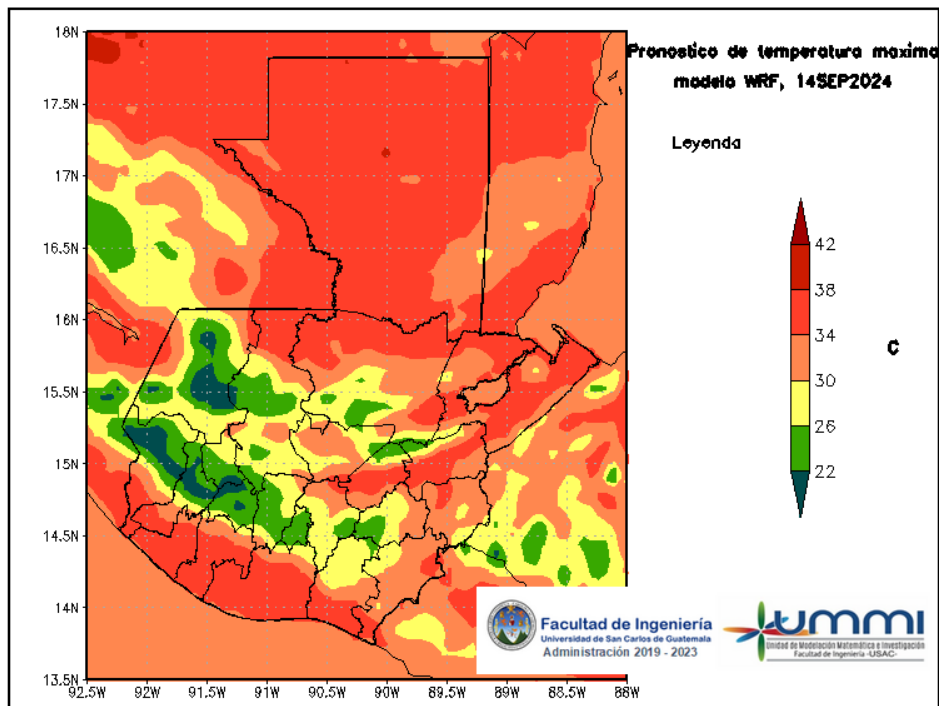 Pronostico de temperatura maxima
modelo WRF, 14SEP2024
Leyenda
18N
17.5N
17N
16.5N
16N
15.5N
15N
14.5N
14N
13.5N
92.5W 92W 91.5W 91W 90.5W 90W 89.5W 89W 88.5W 88W
42
38
34
30
26
22
C
Facultad de Ingeniería
Universidad de San Carlos de Guatemala
Administración 2019 - 2023
UMMI
Unidad de Modelación Matemática e Investigación
Facultad de Ingeniería -USAC-